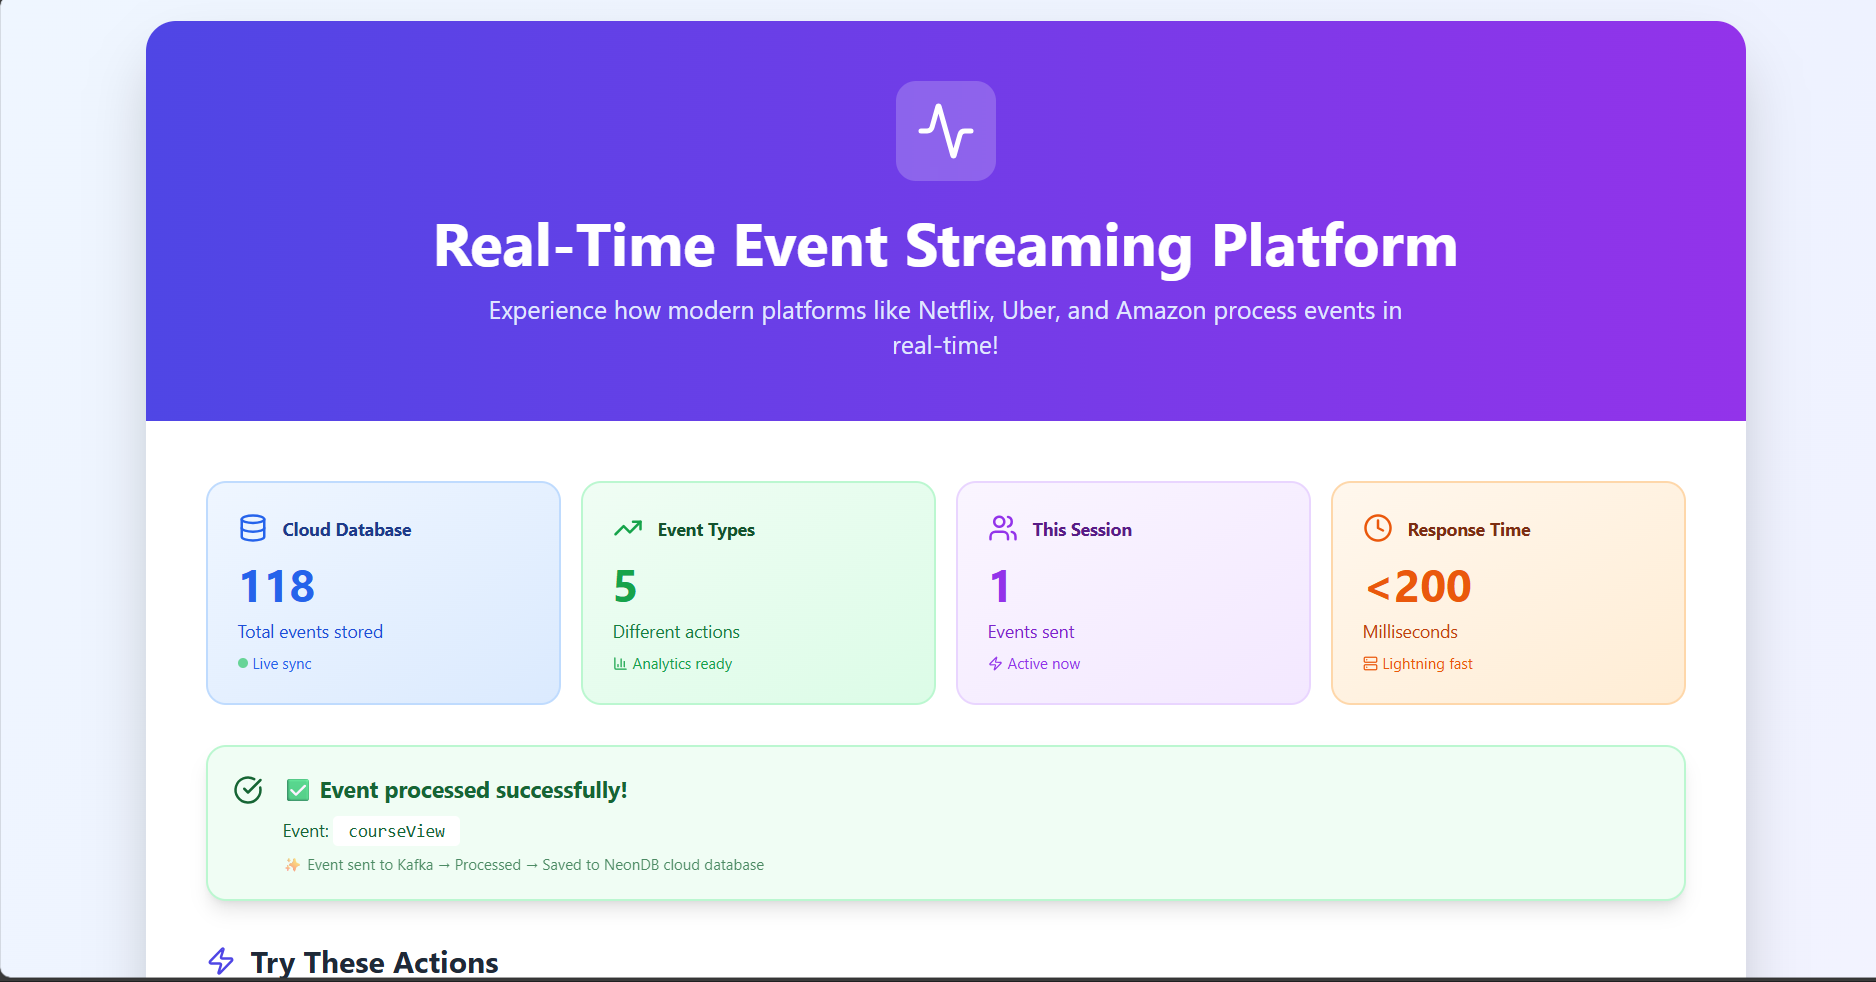 Real-Time Event Streaming Platform
Experience how modern platforms like Netflix, Uber, and Amazon process events in
real-time!
Cloud Database
118
Total events stored
Live sync
Event Types
5
Different actions
Analytics ready
This Session
1
Events sent
Active now
Response Time
<200
Milliseconds
Lightning fast
✅ Event processed successfully!
Event: courseView
✨ Event sent to Kafka → Processed → Saved to NeonDB cloud database
Try These Actions